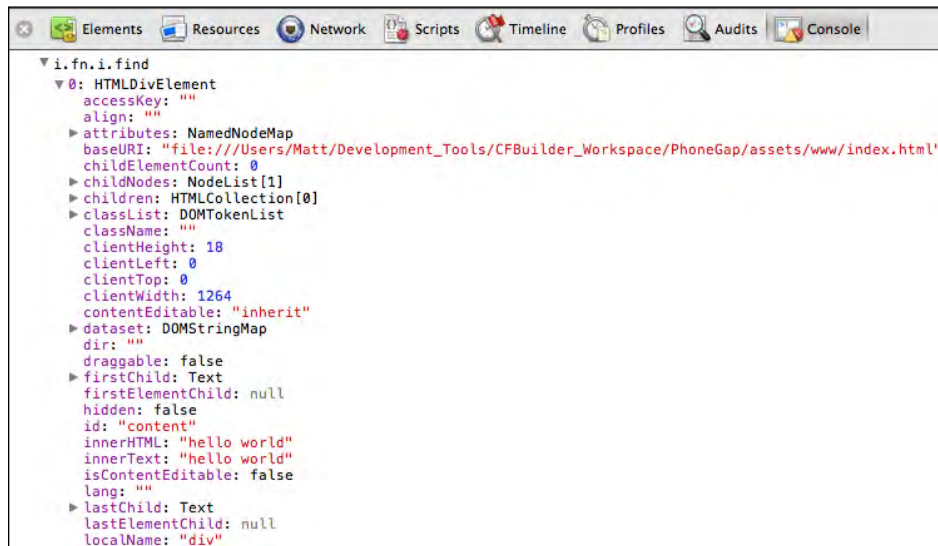 Elements Resources Network Scripts Timeline Profiles Audits Console
i.fn.i.find
0: HTMLDivElement
accessKey: ""
align: ""
attributes: NamedNodeMap
baseURI: "file:///Users/Matt/Development_Tools/CFBuilder_Workspace/PhoneGap/assets/www/index.html"
childElementCount: 0
childNodes: NodeList[1]
children: HTMLCollection[0]
classList: DOMTokenList
className: ""
clientHeight: 18
clientLeft: 0
clientTop: 0
clientWidth: 1264
contentEditable: "inherit"
dataset: DOMStringMap
dir: ""
draggable: false
firstChild: Text
firstElementChild: null
hidden: false
id: "content"
innerHTML: "hello world"
innerText: "hello world"
isContentEditable: false
lang: ""
lastChild: Text
lastElementChild: null
localName: "div"